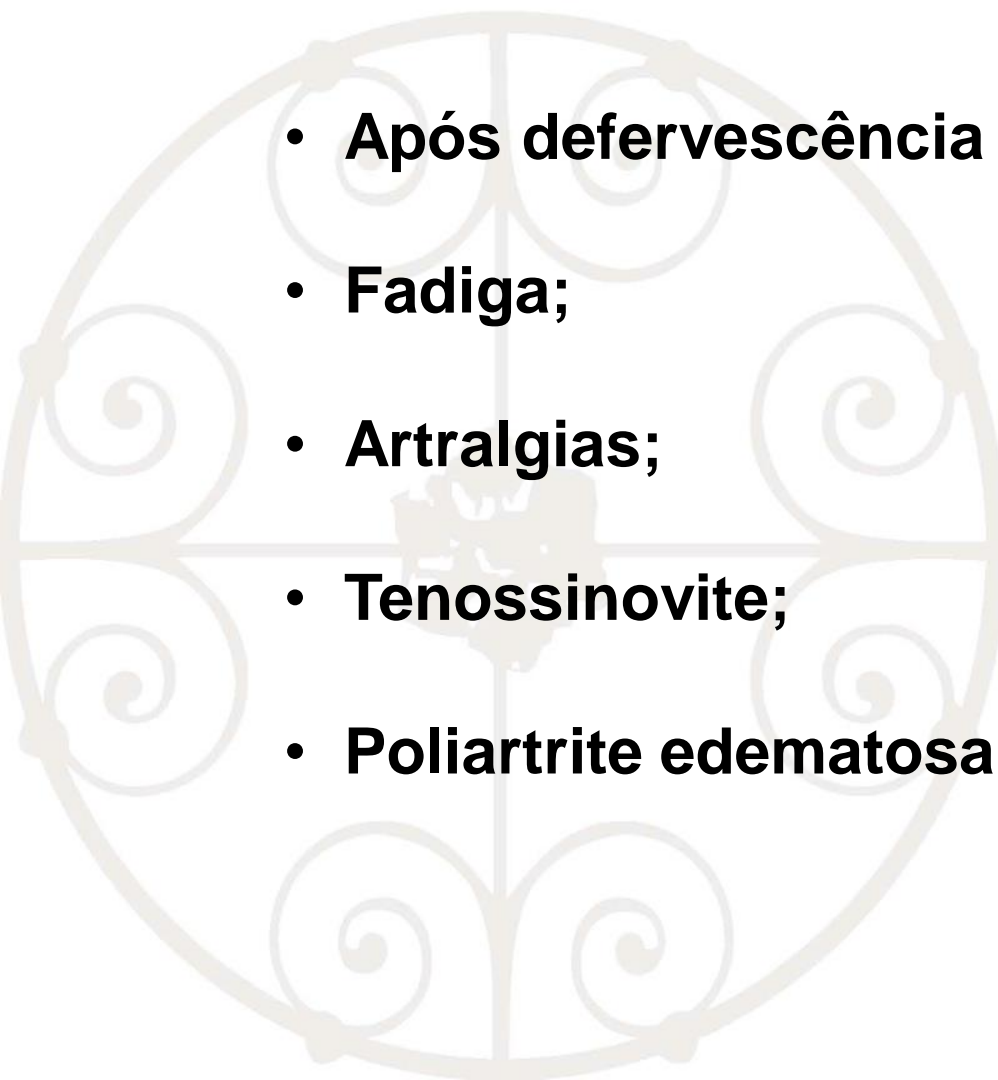 • Após defervescência
• Fadiga;
• Artralgias;
• Tenossinovite;
• Poliartrite edematosa